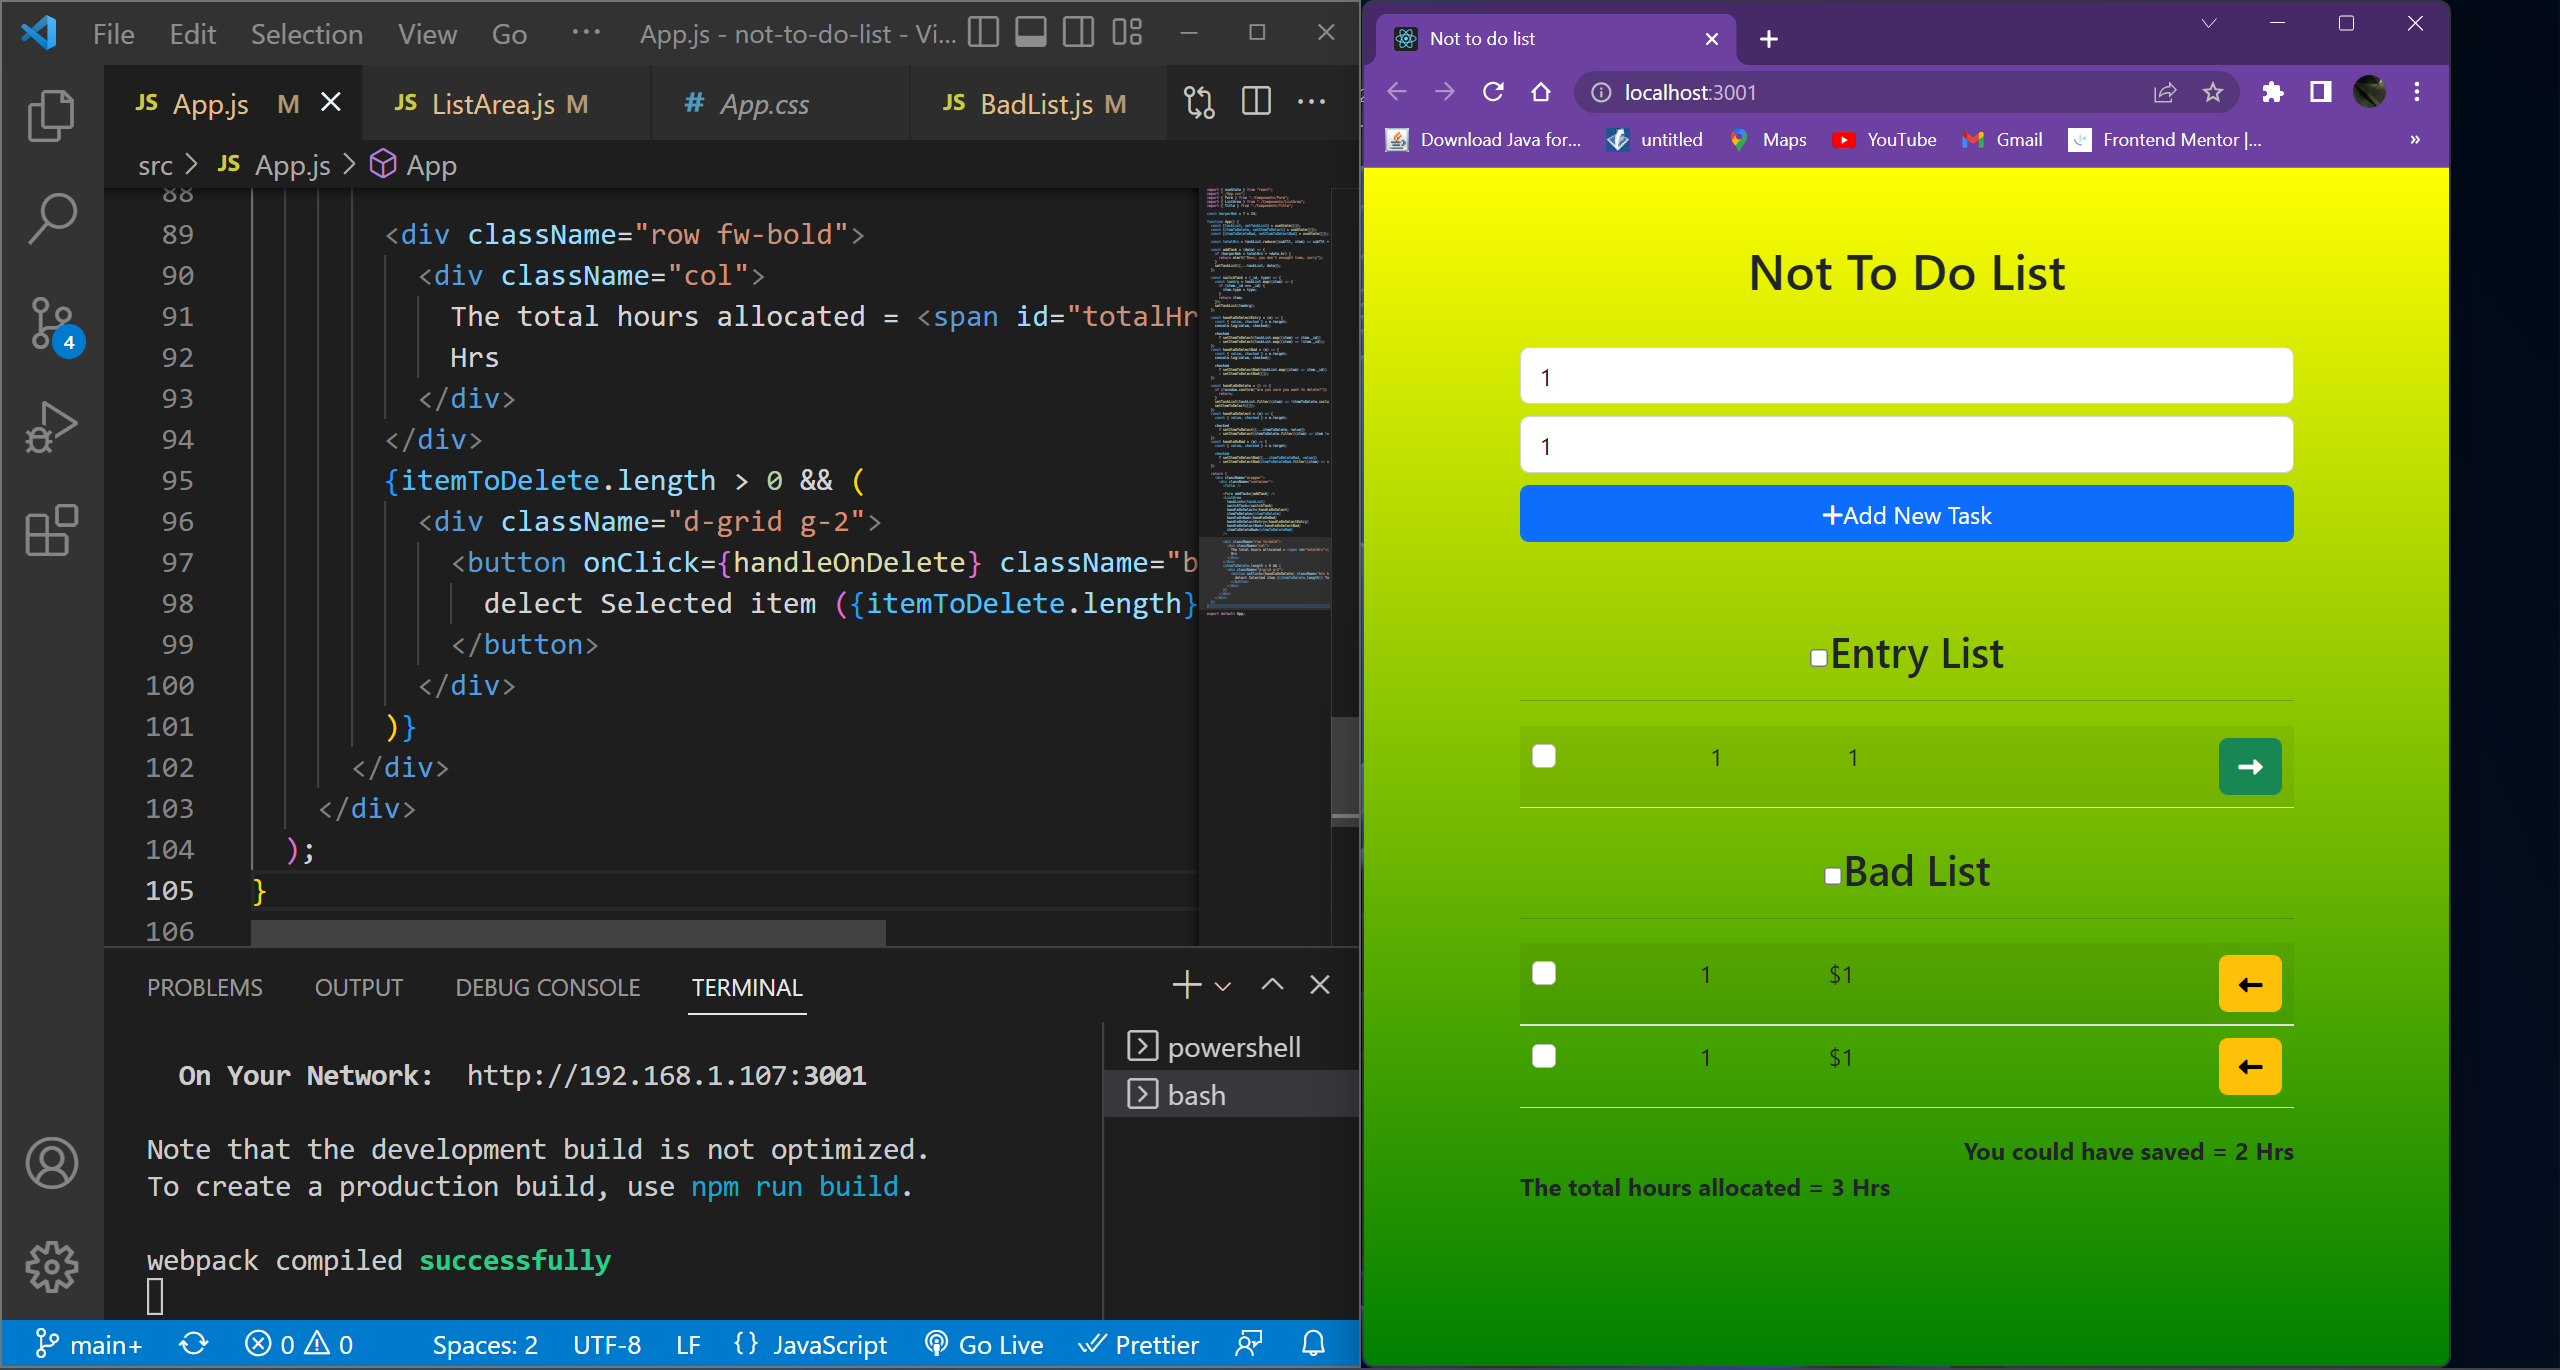 File Edit Selection View Go ··· App.js - not-to-do-list - Vi...
JS App.js M JS ListArea.js M # App.css JS BadList.js M
src > JS App.js > App
88
89 <div className="row fw-bold">
90 <div className="col">
91 The total hours allocated = <span id="totalHr
92 Hrs
93 </div>
94 </div>
95 {itemToDelete.length > 0 && (
96 <div className="d-grid g-2">
97 <button onClick={handleOnDelete} className="b
98 delect Selected item ({itemToDelete.length}
99 </button>
100 </div>
101 )}
102 </div>
103 </div>
104 );
105 }
106
4
PROBLEMS OUTPUT DEBUG CONSOLE TERMINAL
On Your Network: http://192.168.1.107:3001
Note that the development build is not optimized.
To create a production build, use npm run build.
webpack compiled successfully
powershell
bash
main+ 0 0 Spaces: 2 UTF-8 LF {} JavaScript Go Live Prettier
Not to do list
localhost:3001
Download Java for... untitled Maps YouTube Gmail Frontend Mentor |... »
Not To Do List
1
1
+Add New Task
Entry List
1 1
Bad List
1 $1
1 $1
You could have saved = 2 Hrs
The total hours allocated = 3 Hrs